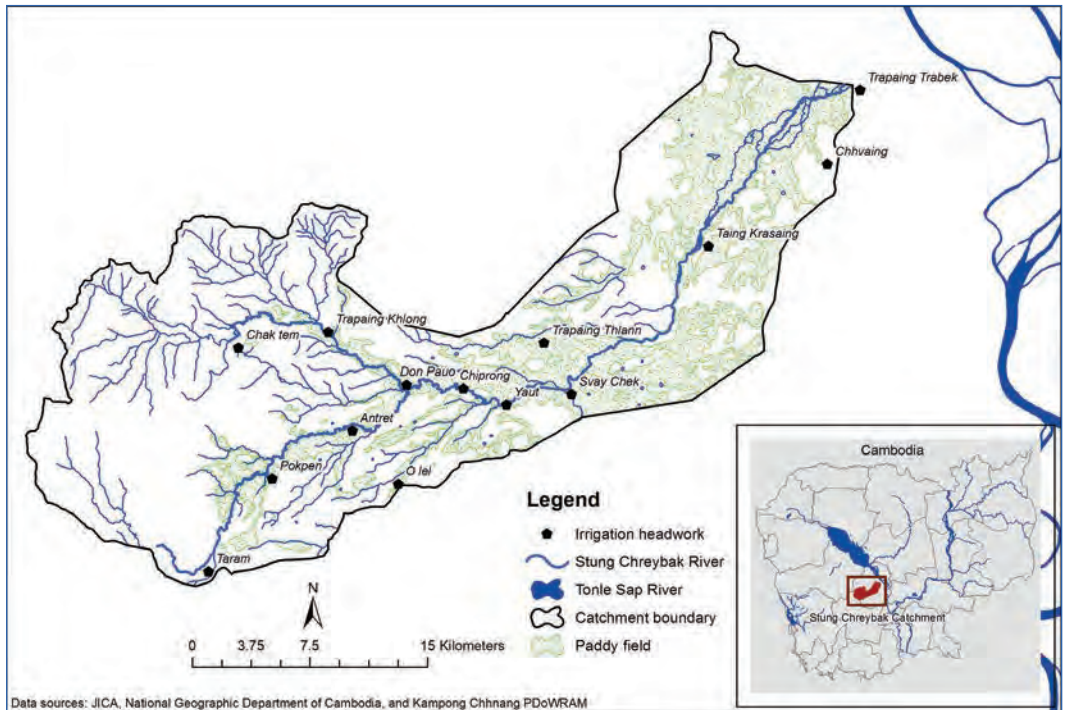 Trapaing Trabek
Chhvaing
Taing Krasaing
Trapaing Khlong
Chak tem
Trapaing Thlann
Don Pauo
Chiprong
Svay Chek
Yaut
Antret
Pokpen
O lel
Taram
Legend
Irrigation headwork
Stung Chreybak River
Tonle Sap River
Catchment boundary
Paddy field
N
0 3.75 7.5 15 Kilometers
Cambodia
Stung Chreybak Catchment
Data sources: JICA, National Geographic Department of Cambodia, and Kampong Chhnang PDoWRAM